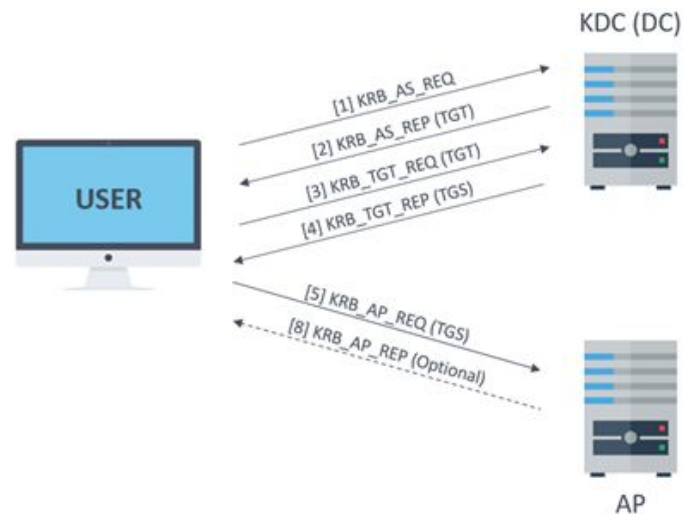 KDC (DC)
[1] KRB_AS_REQ
[2] KRB_AS_REP (TGT)
[3] KRB_TGT_REQ (TGT)
[4] KRB_TGT_REP (TGS)
USER
[5] KRB_AP_REQ (TGS)
[8] KRB_AP_REP (Optional)
AP